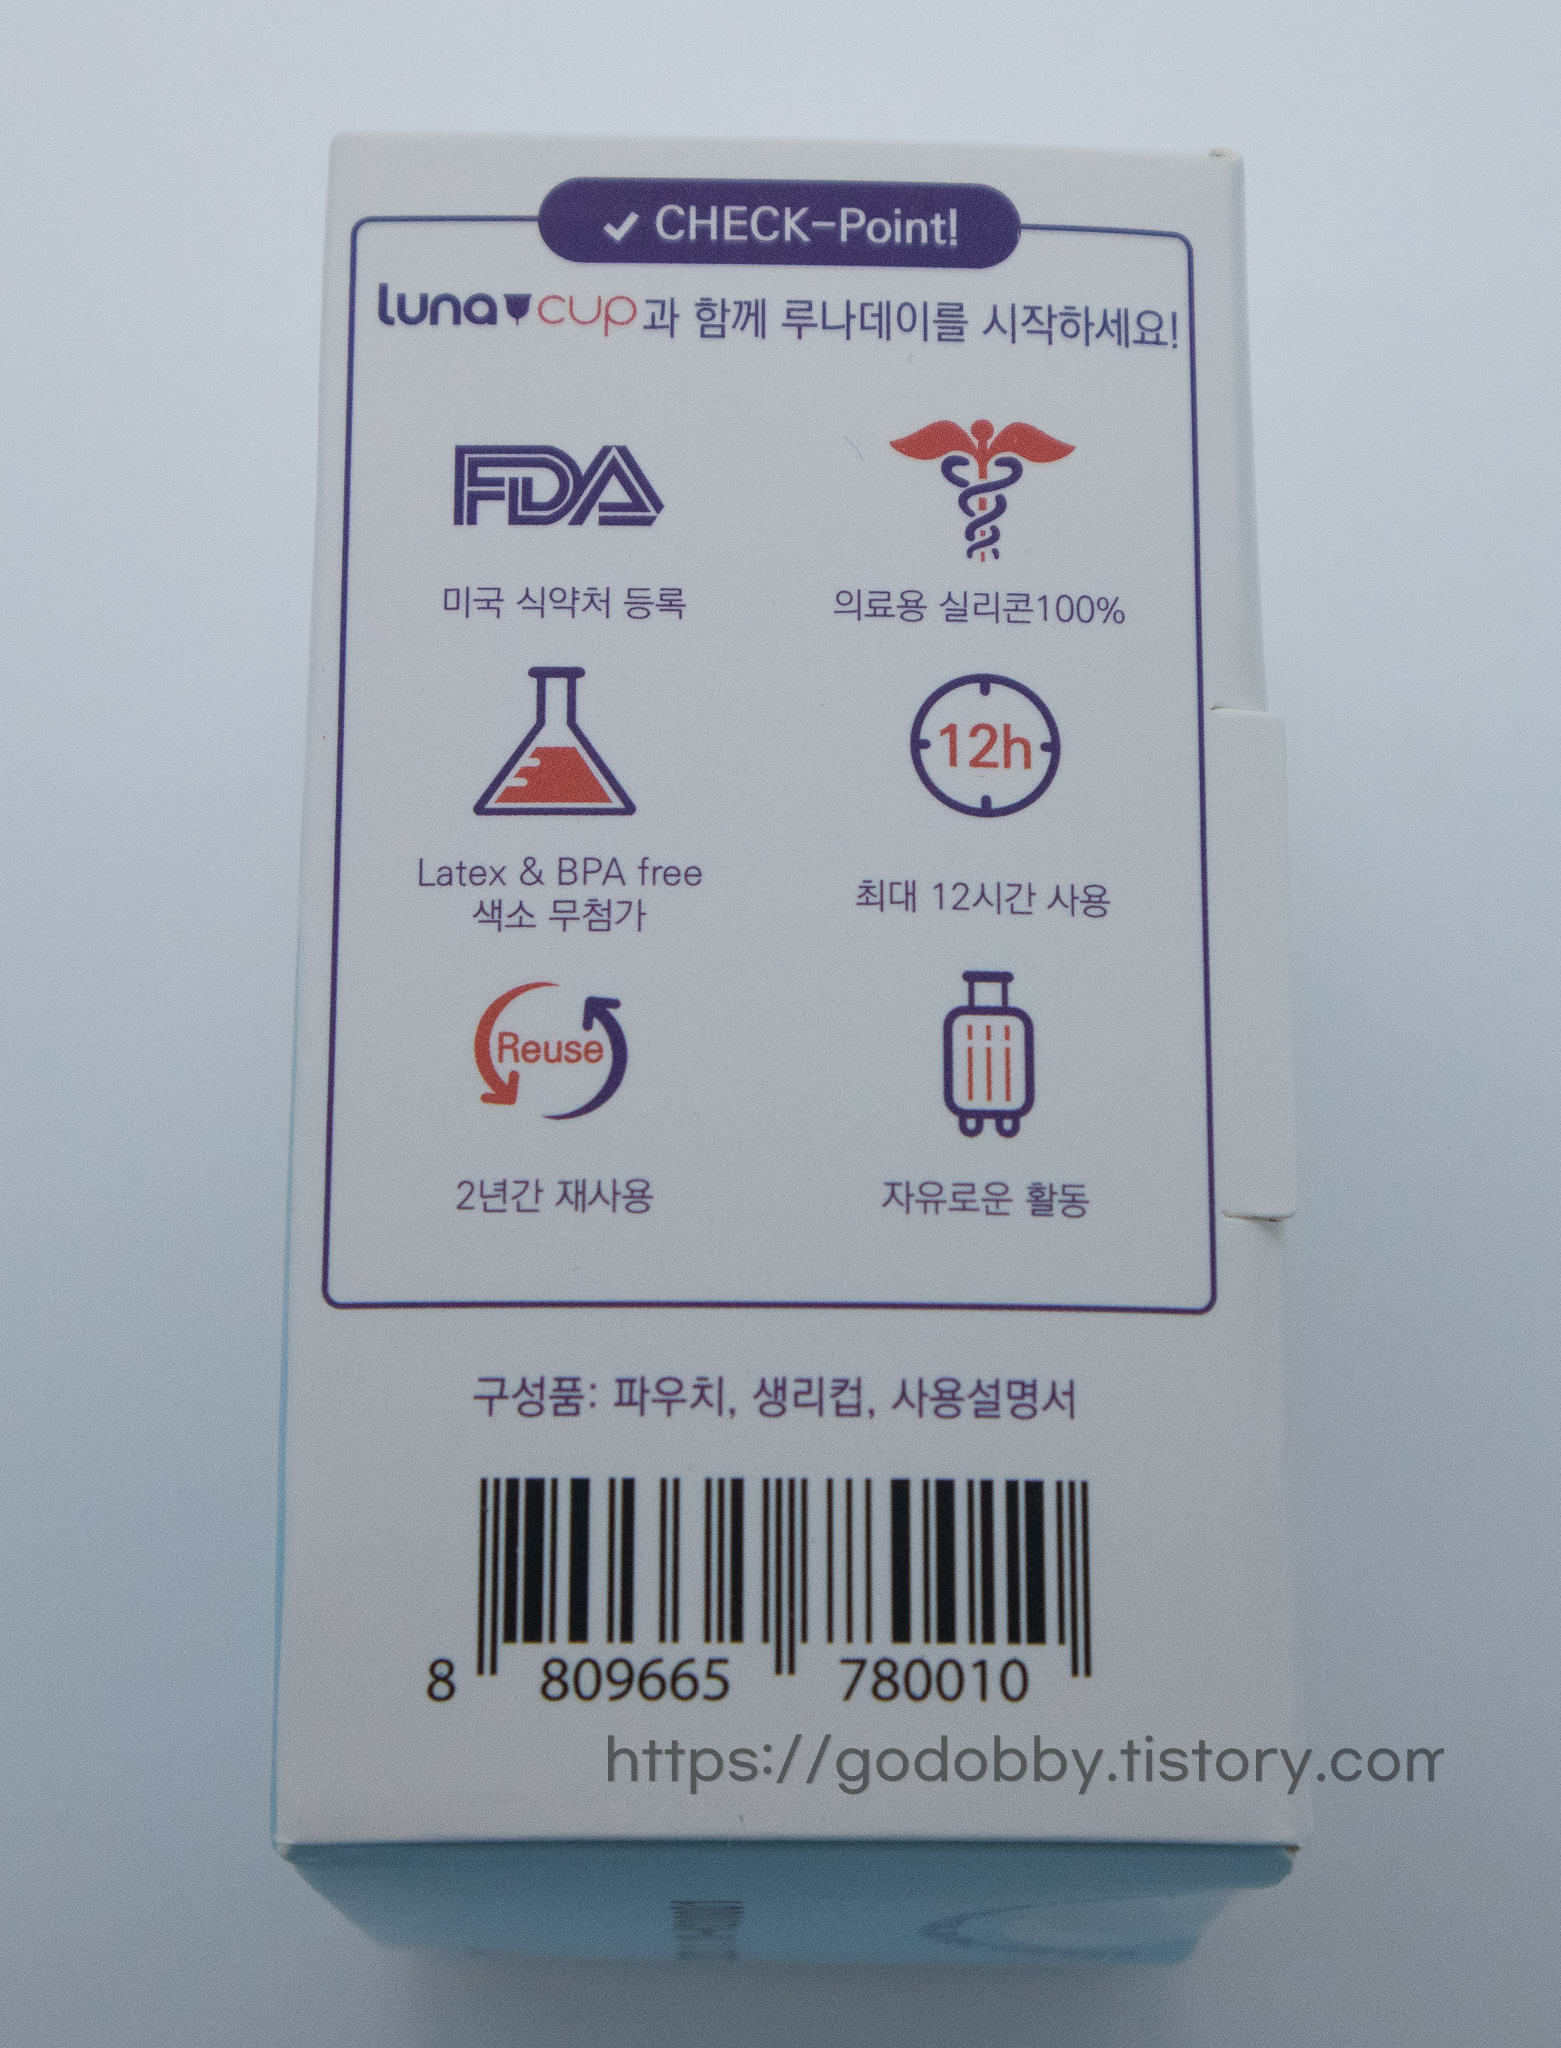 ✓ CHECK-Point!
luna cup과 함께 루나데이를 시작하세요!
FDA
미국 식약처 등록
의료용 실리콘100%
12h
Latex & BPA free
색소 무첨가
최대 12시간 사용
Reuse
2년간 재사용
자유로운 활동
구성품: 파우치, 생리컵, 사용설명서
8 809665 780010
https://godobby.tistory.com